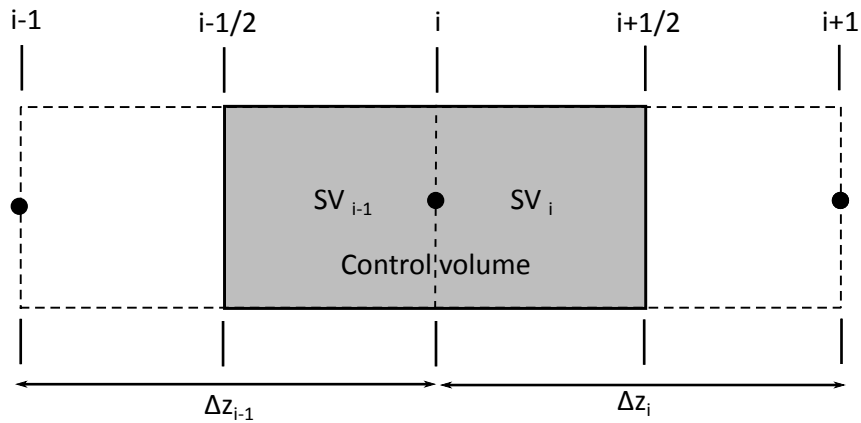 i-1 i-1/2 i i+1/2 i+1
SV i-1 SV i
Control volume
Δzi-1 Δzi